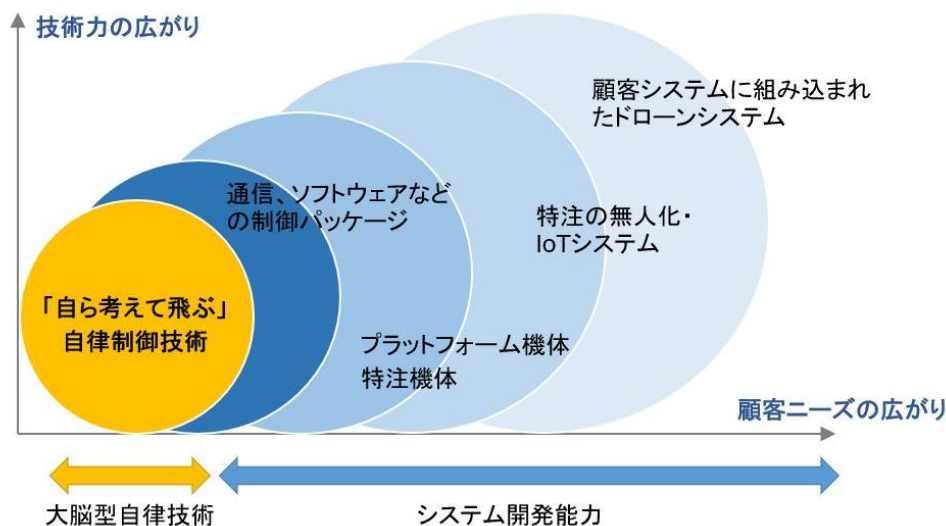 技術力の広がり
顧客システムに組み込まれ
たドローンシステム
通信、ソフトウェアなど
の制御パッケージ
特注の無人化・
IoTシステム
「自ら考えて飛ぶ」
自律制御技術
プラットフォーム機体
特注機体
顧客ニーズの広がり
大脳型自律技術
システム開発能力